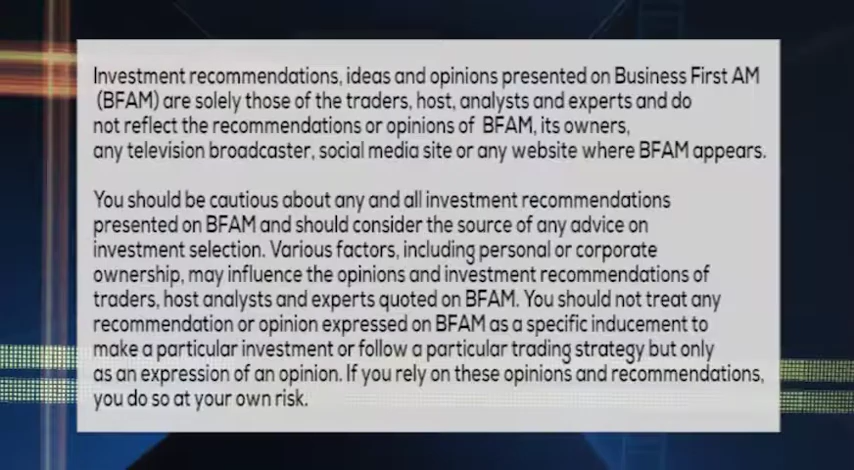 Investment recommendations, ideas and opinions presented on Business First AM
(BFAM) are solely those of the traders, host, analysts and experts and do
not reflect the recommendations or opinions of BFAM, its owners,
any television broadcaster, social media site or any website where BFAM appears.
You should be cautious about any and all investment recommendations
presented on BFAM and should consider the source of any advice on
investment selection. Various factors, including personal or corporate
ownership, may influence the opinions and investment recommendations of
traders, host analysts and experts quoted on BFAM. You should not treat any
recommendation or opinion expressed on BFAM as a specific inducement to
make a particular investment or follow a particular trading strategy but only
as an expression of an opinion. If you rely on these opinions and recommendations,
you do so at your own risk.